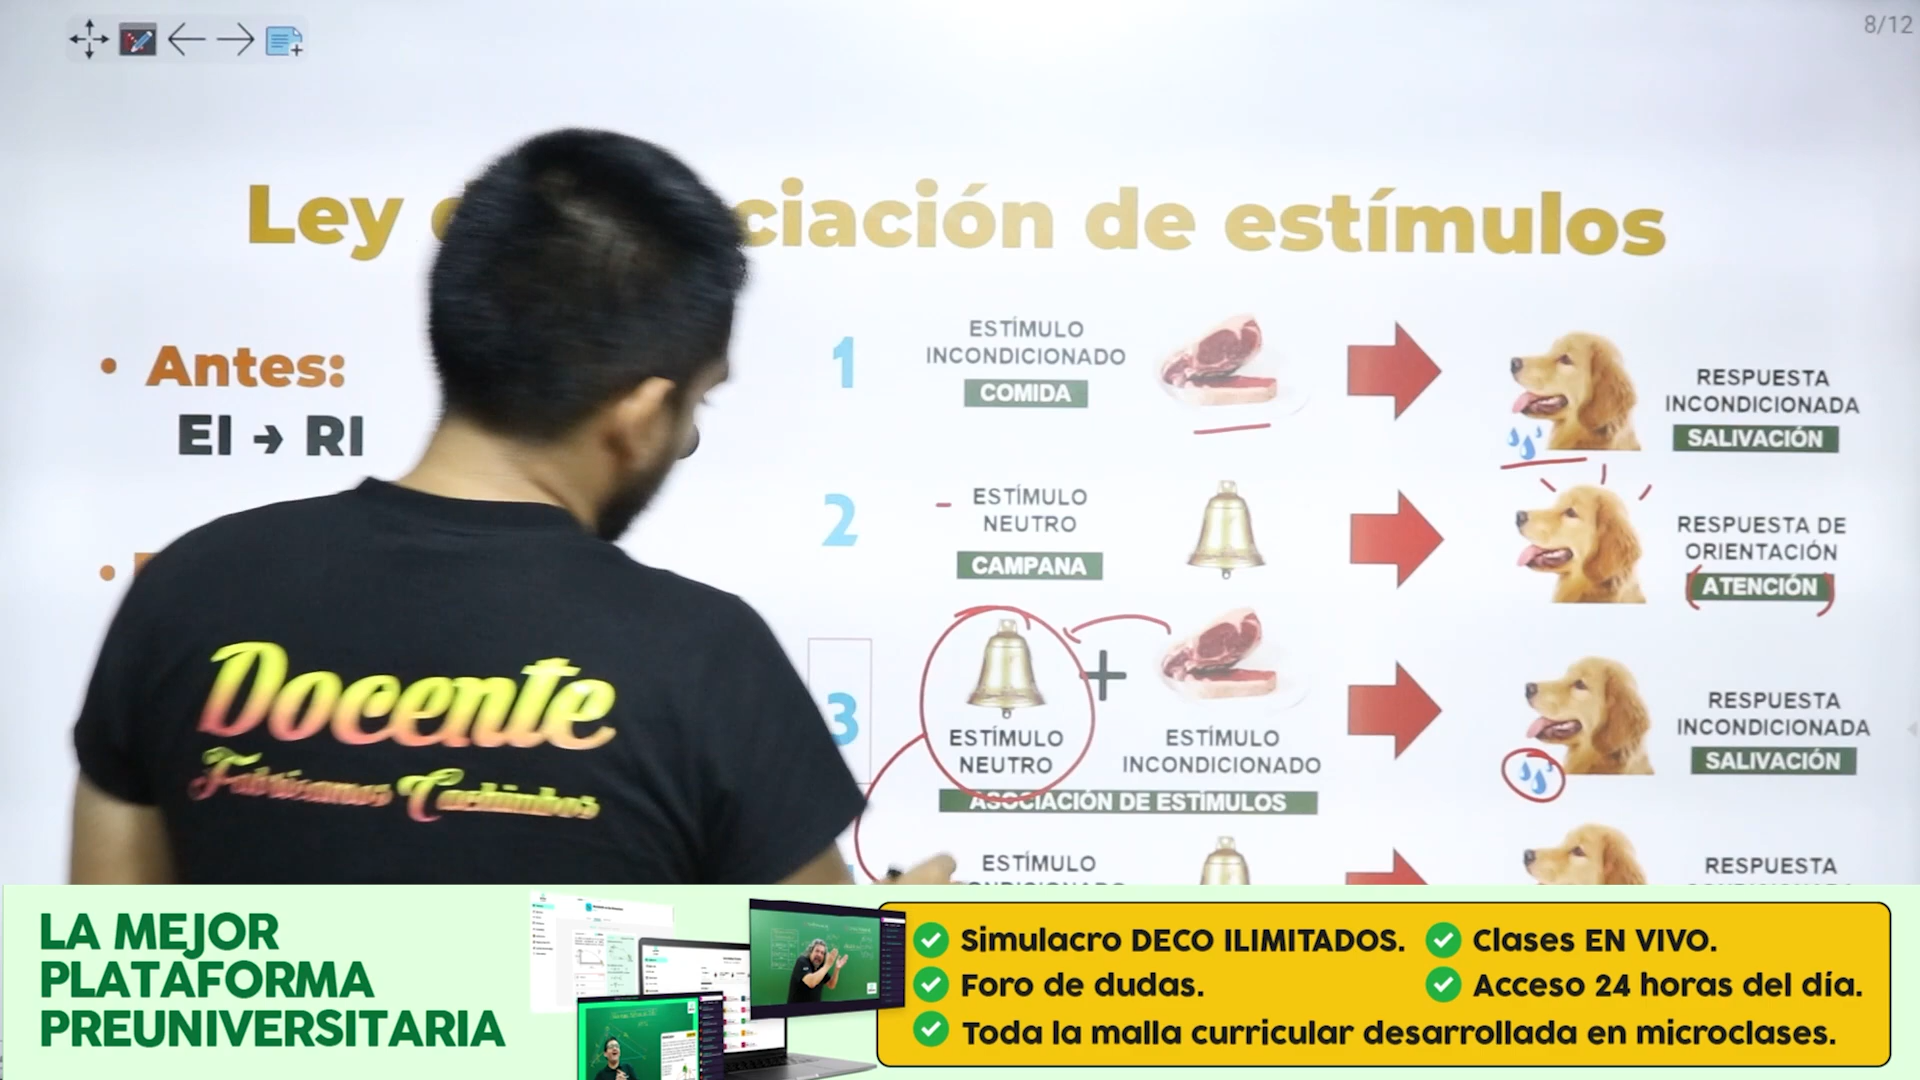 8/12
Ley ciación de estímulos
• Antes:
EI → RI
1
ESTÍMULO
INCONDICIONADO
COMIDA
RESPUESTA
INCONDICIONADA
SALIVACIÓN
2
ESTÍMULO
NEUTRO
CAMPANA
RESPUESTA DE
ORIENTACIÓN
(ATENCIÓN)
3
+
ESTÍMULO
NEUTRO
ESTÍMULO
INCONDICIONADO
ASOCIACIÓN DE ESTÍMULOS
RESPUESTA
INCONDICIONADA
SALIVACIÓN
ESTÍMULO
RESPUESTA
Docente
Fabricamos Cachimbos
LA MEJOR
PLATAFORMA
PREUNIVERSITARIA
Simulacro DECO ILIMITADOS.
Clases EN VIVO.
Foro de dudas.
Acceso 24 horas del día.
Toda la malla curricular desarrollada en microclases.